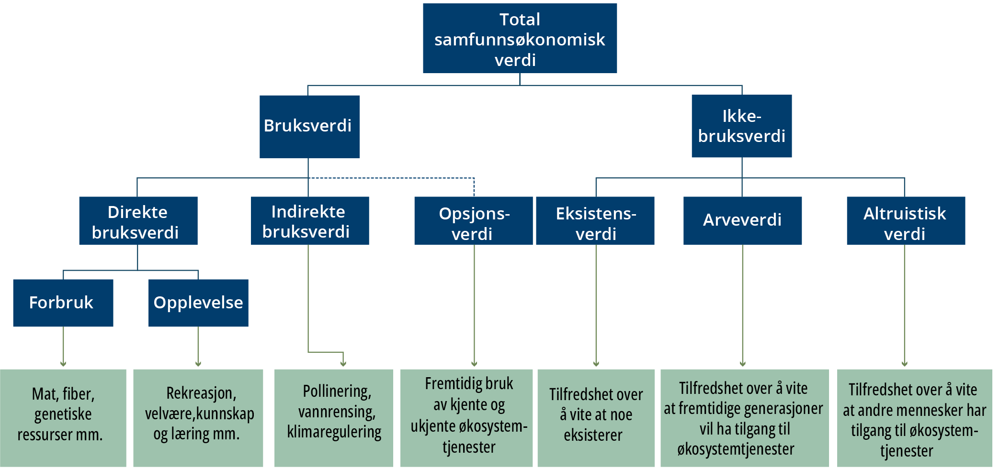 Total
samfunnsøkonomisk
verdi
Bruksverdi
Ikke-
bruksverdi
Direkte
bruksverdi
Indirekte
bruksverdi
Opsjons-
verdi
Eksistens-
verdi
Arveverdi
Altruistisk
verdi
Forbruk
Opplevelse
Mat, fiber,
genetiske
ressurser mm.
Rekreasjon,
velvære,kunnskap
og læring mm.
Pollinering,
vannrensing,
klimaregulering
Fremtidig bruk
av kjente og
ukjente økosystem-
tjenester
Tilfredshet over
å vite at noe
eksisterer
Tilfredshet over å vite
at fremtidige generasjoner
vil ha tilgang til
økosystemtjenester
Tilfredshet over å vite
at andre mennesker har
tilgang til økosystem-
tjenester